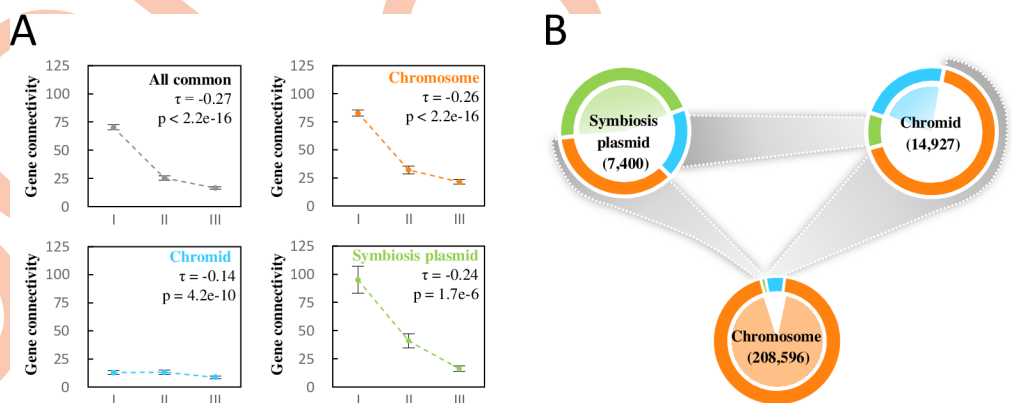 A
B
Gene connectivity
125
100
75
50
25
0
All common
τ = -0.27
p < 2.2e-16
I
II
III
Gene connectivity
125
100
75
50
25
0
Chromosome
τ = -0.26
p < 2.2e-16
I
II
III
Gene connectivity
125
100
75
50
25
0
Chromid
τ = -0.14
p = 4.2e-10
I
II
III
Gene connectivity
125
100
75
50
25
0
Symbiosis plasmid
τ = -0.24
p = 1.7e-6
I
II
III
Symbiosis
plasmid
(7,400)
Chromid
(14,927)
Chromosome
(208,596)